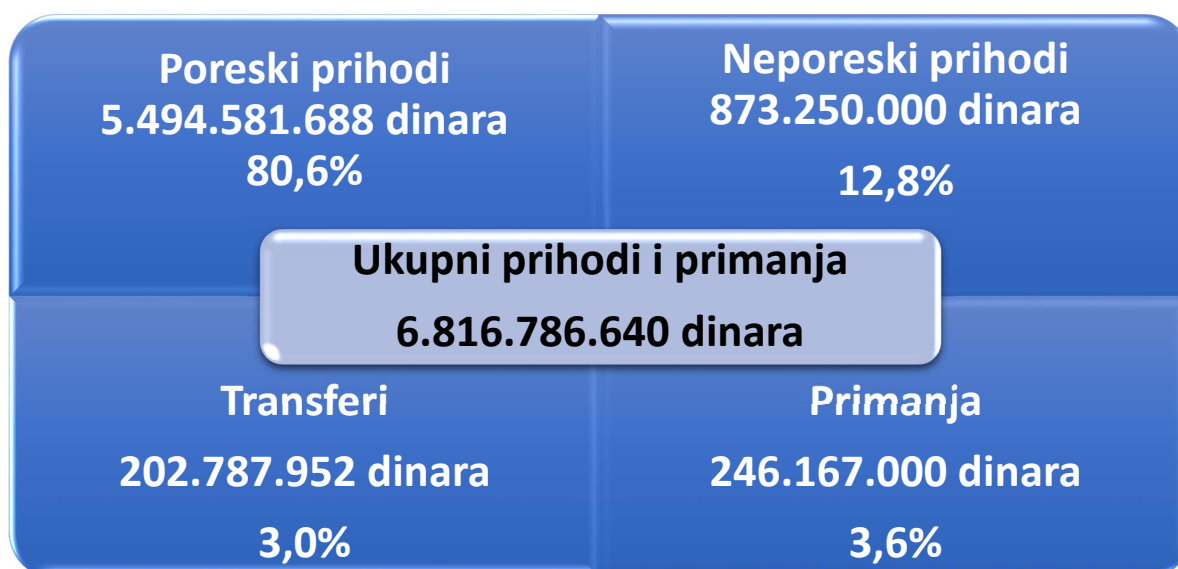 Poreski prihodi
5.494.581.688 dinara
80,6%
Neporeski prihodi
873.250.000 dinara
12,8%
Ukupni prihodi i primanja
6.816.786.640 dinara
Transferi
202.787.952 dinara
3,0%
Primanja
246.167.000 dinara
3,6%